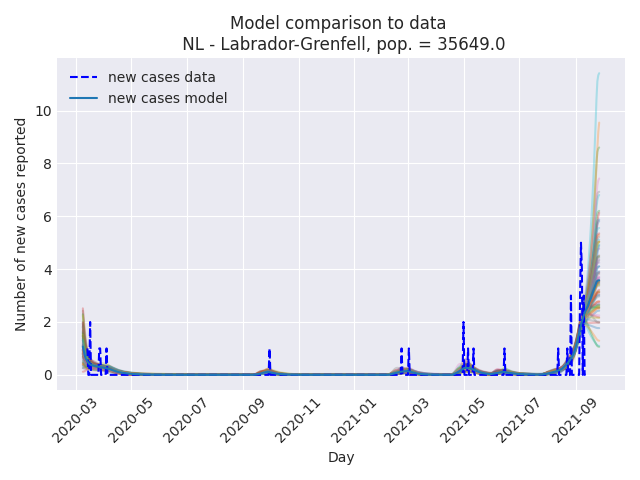 Model comparison to data
NL - Labrador-Grenfell, pop. = 35649.0
new cases data
new cases model
Number of new cases reported
10
8
6
4
2
0
2020-03
2020-05
2020-07
2020-09
2020-11
2021-01
2021-03
2021-05
2021-07
2021-09
Day